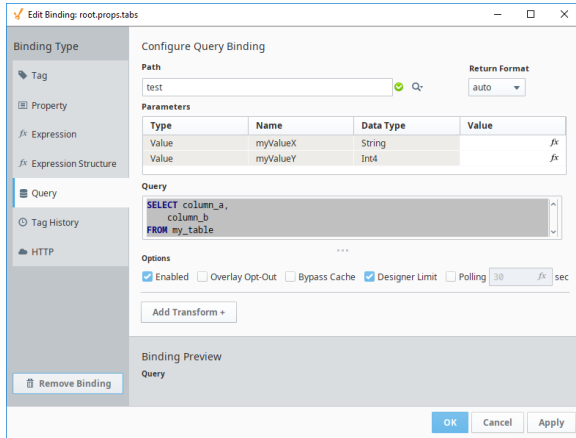 Edit Binding: root.props.tabs
Binding Type
Tag
Property
fx Expression
fx Expression Structure
Query
Tag History
HTTP
Remove Binding
Configure Query Binding
Path Return Format
test auto
Parameters
Type Name Data Type Value
Value myValueX String fx
Value myValueY Int4 fx
Query
SELECT column_a,
column_b
FROM my_table
Options
Enabled Overlay Opt-Out Bypass Cache Designer Limit Polling 30 fx sec
Add Transform +
Binding Preview
Query
OK Cancel Apply